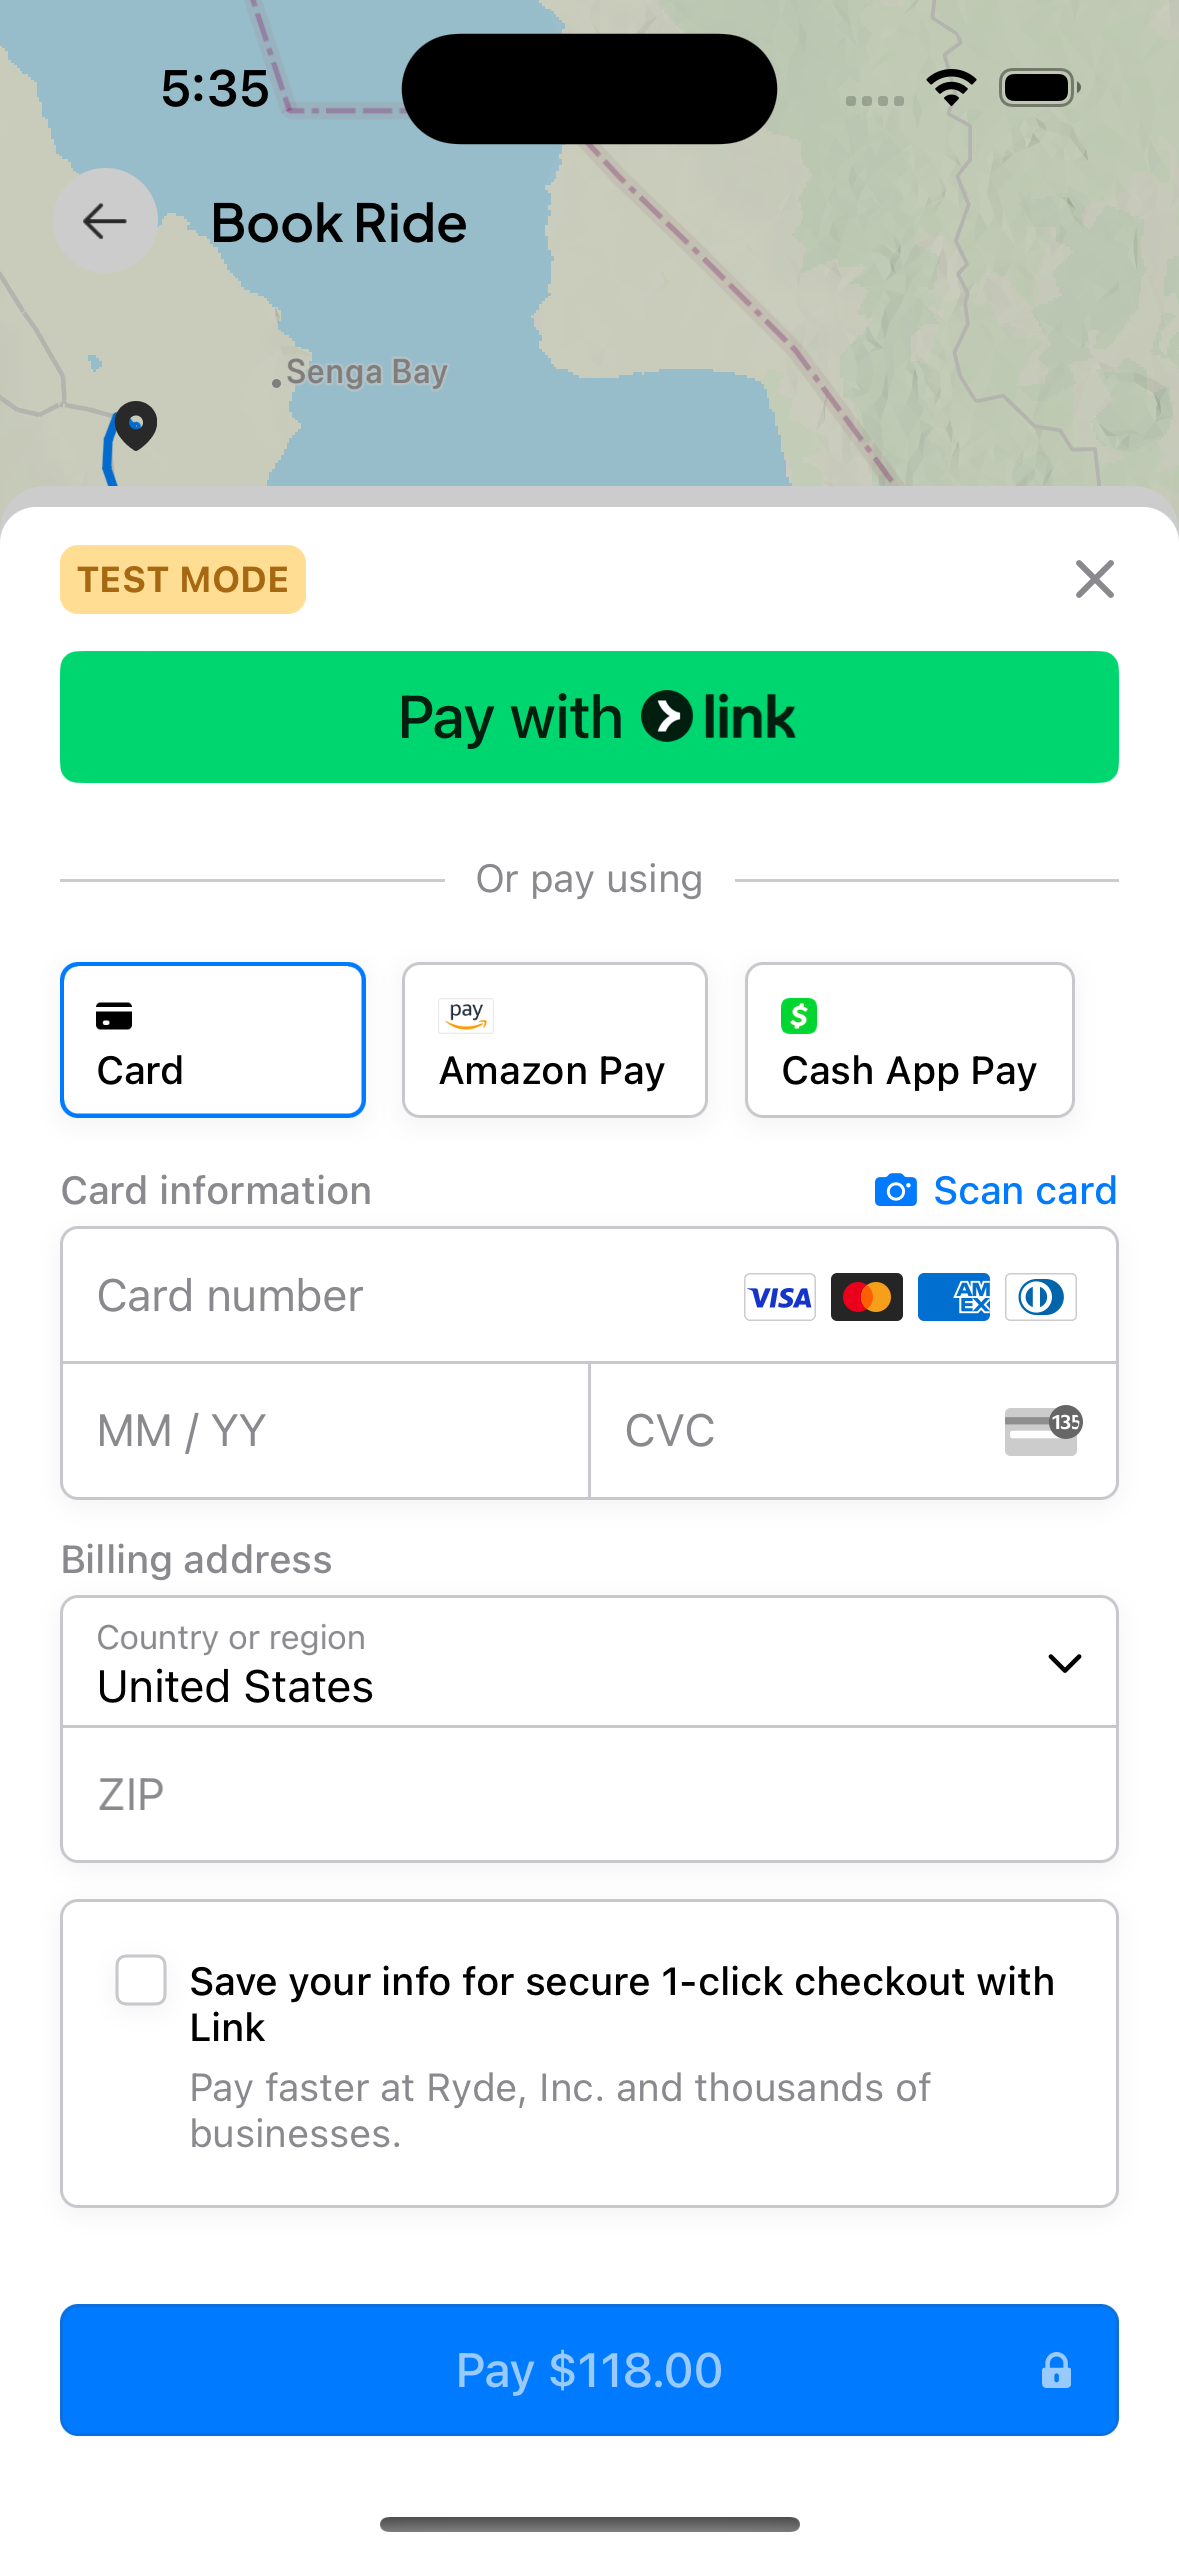 5:35
Book Ride
Senga Bay
TEST MODE
Pay with link
Or pay using
Card
pay
Amazon Pay
$
Cash App Pay
Card information
Scan card
Card number
VISA
AM
EX
MM / YY
CVC
135
Billing address
Country or region
United States
ZIP
Save your info for secure 1-click checkout with
Link
Pay faster at Ryde, Inc. and thousands of
businesses.
Pay $118.00